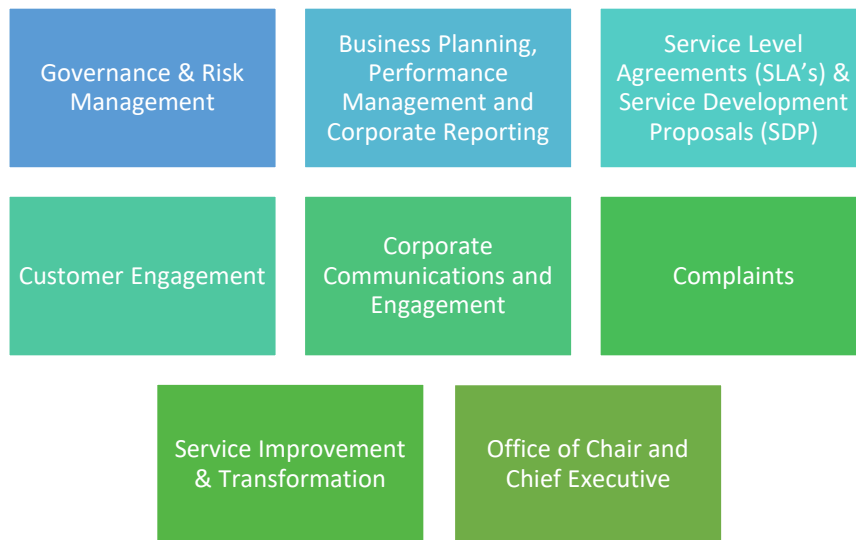 Governance & Risk
Management
Business Planning,
Performance
Management and
Corporate Reporting
Service Level
Agreements (SLA’s) &
Service Development
Proposals (SDP)
Customer Engagement
Corporate
Communications and
Engagement
Complaints
Service Improvement
& Transformation
Office of Chair and
Chief Executive